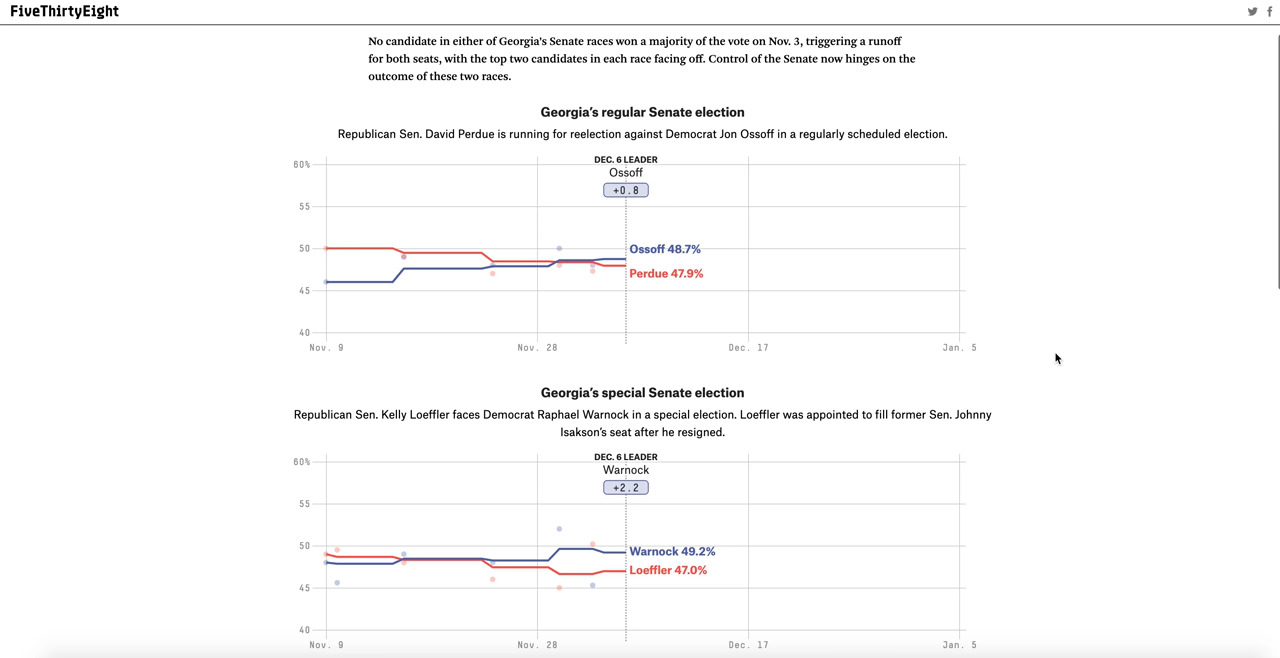 FiveThirtyEight
No candidate in either of Georgia's Senate races won a majority of the vote on Nov. 3, triggering a runoff
for both seats, with the top two candidates in each race facing off. Control of the Senate now hinges on the
outcome of these two races.
Georgia's regular Senate election
Republican Sen. David Perdue is running for reelection against Democrat Jon Ossoff in a regularly scheduled election.
DEC. 6 LEADER
60%
Ossoff
+0.8
55
50
Ossoff 48.7%
Perdue 47.9%
45
40
Nov. 9 Nov. 28 Dec. 17 Jan. 5
Georgia's special Senate election
Republican Sen. Kelly Loeffler faces Democrat Raphael Warnock in a special election. Loeffler was appointed to fill former Sen. Johnny
Isakson's seat after he resigned.
DEC. 6 LEADER
60%
Warnock
+2.2
55
50
Warnock 49.2%
Loeffler 47.0%
45
40
Nov. 9 Nov. 28 Dec. 17 Jan. 5